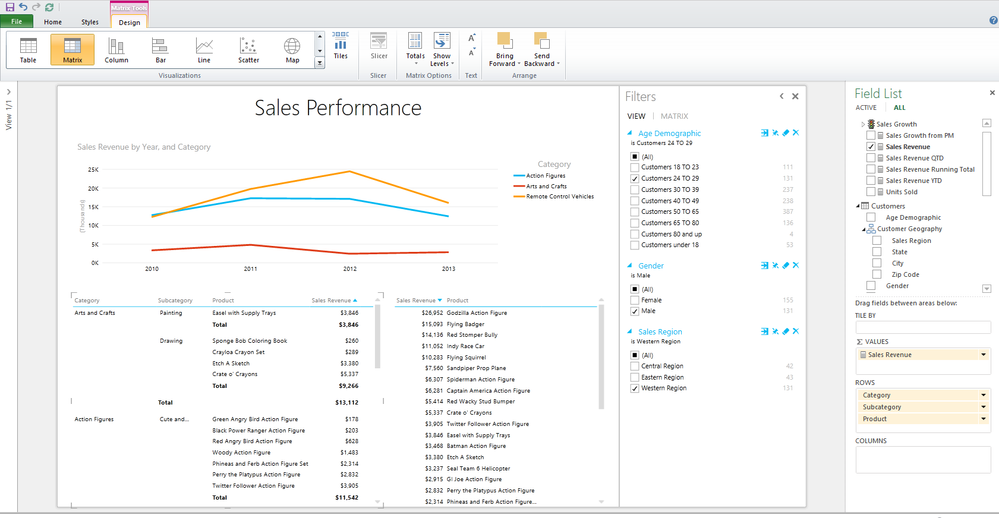 Matrix Tools
File Home Styles Design
Table Matrix Column Bar Line Scatter Map Tiles Slicer Totals Show Levels A A Bring Forward Send Backward
Visualizations Slicer Matrix Options Text Arrange
View 1/1
Sales Performance
Sales Revenue by Year, and Category
(Thousands)
25K
20K
15K
10K
5K
0K
2010 2011 2012 2013
Category
Action Figures
Arts and Crafts
Remote Control Vehicles
Category Subcategory Product Sales Revenue
Arts and Crafts Painting Easel with Supply Trays $3,846
Total $3,846
Drawing Sponge Bob Coloring Book $260
Crayloa Crayon Set $289
Etch A Sketch $3,380
Crate o' Crayons $5,337
Total $9,266
Total $13,112
Action Figures Cute and... Green Angry Bird Action Figure $178
Black Power Ranger Action Figure $203
Red Angry Bird Action Figure $628
Woody Action Figure $1,483
Phineas and Ferb Action Figure Set $2,314
Perry the Platypus Action Figure $2,832
Twitter Follower Action Figure $3,905
Total $11,542
Sales Revenue Product
$26,952 Godzilla Action Figure
$15,093 Flying Badger
$14,136 Red Stomper Bully
$11,052 Indy Race Car
$10,283 Flying Squirrel
$7,560 Sandpiper Prop Plane
$6,307 Spiderman Action Figure
$6,281 Captain America Action Figure
$5,414 Red Wacky Stud Bumper
$5,337 Crate o' Crayons
$3,905 Twitter Follower Action Figure
$3,846 Easel with Supply Trays
$3,468 Batman Action Figure
$3,380 Etch A Sketch
$3,237 Seal Team 6 Helicopter
$2,915 GI Joe Action Figure
$2,832 Perry the Platypus Action Figure
$2,314 Phineas and Ferb Action Figure...
Filters
VIEW MATRIX
Age Demographic
is Customers 24 TO 29
(All)
Customers 18 TO 23 111
Customers 24 TO 29 131
Customers 30 TO 39 237
Customers 40 TO 49 238
Customers 50 TO 65 387
Customers 65 TO 80 136
Customers 80 and up 4
Customers under 18 53
Gender
is Male
(All)
Female 155
Male 131
Sales Region
is Western Region
(All)
Central Region 42
Eastern Region 43
Western Region 131
Field List
ACTIVE ALL
Sales Growth
Sales Growth from PM
Sales Revenue
Sales Revenue QTD
Sales Revenue Running Total
Sales Revenue YTD
Units Sold
Customers
Age Demographic
Customer Geography
Sales Region
State
City
Zip Code
Gender
Drag fields between areas below:
TILE BY
Σ VALUES
Sales Revenue
ROWS
Category
Subcategory
Product
COLUMNS